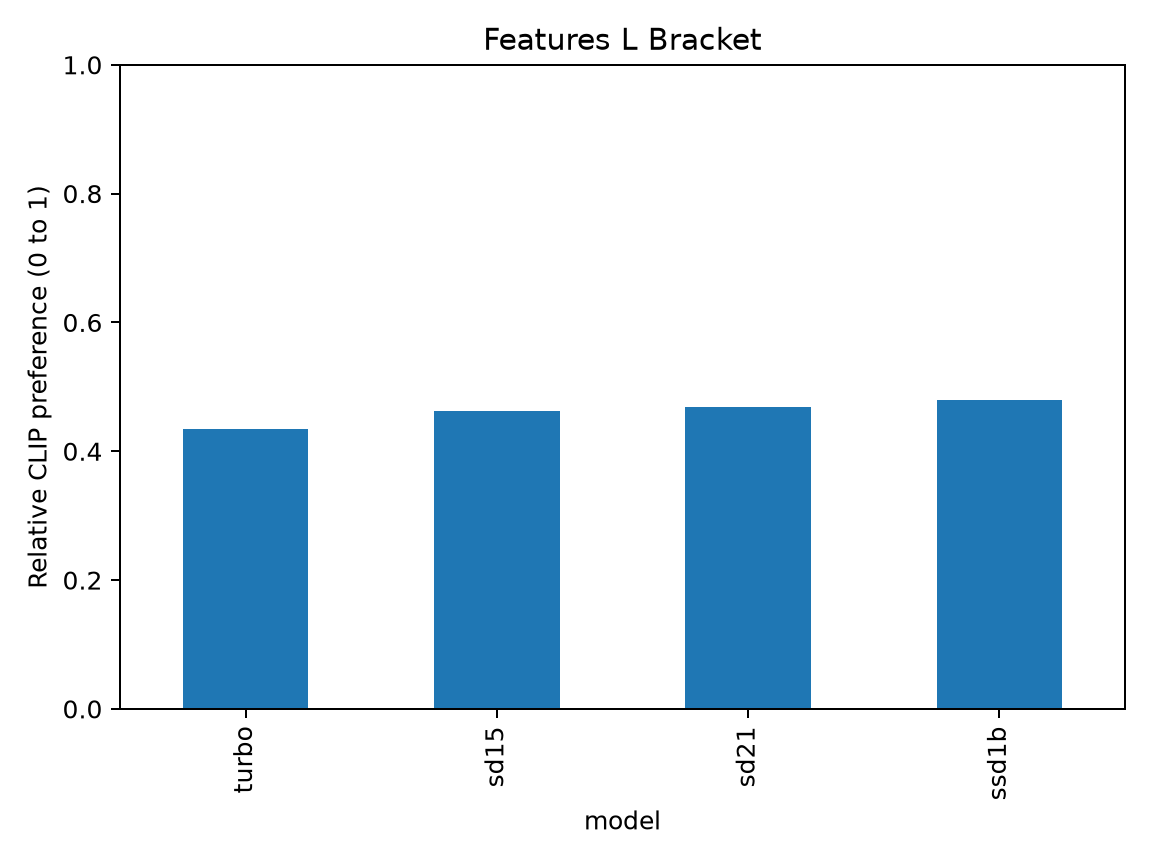 Features L Bracket
Relative CLIP preference (0 to 1)
1.0
0.8
0.6
0.4
0.2
0.0
turbo
sd15
sd21
ssd1b
model